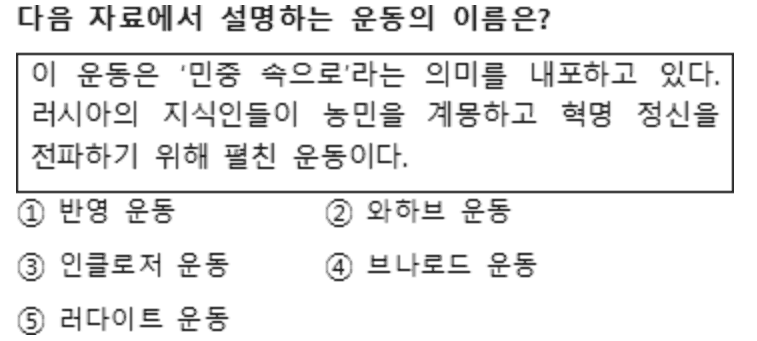 다음 자료에서 설명하는 운동의 이름은?
이 운동은 ‘민중 속으로’라는 의미를 내포하고 있다.
러시아의 지식인들이 농민을 계몽하고 혁명 정신을
전파하기 위해 펼친 운동이다.
① 반영 운동 ② 와하브 운동
③ 인클로저 운동 ④ 브나로드 운동
⑤ 러다이트 운동